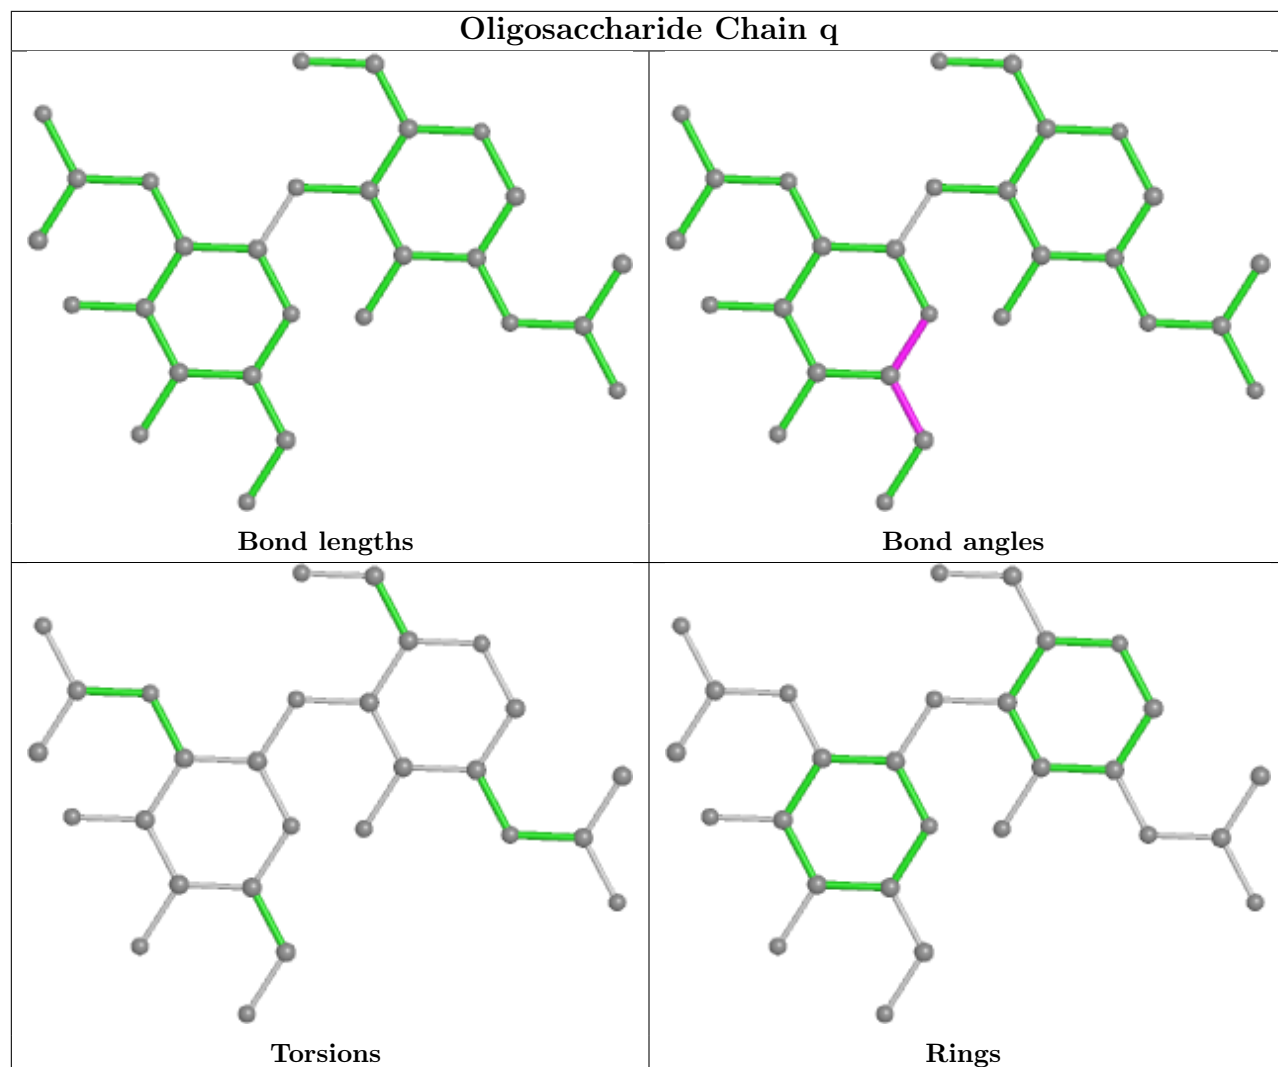 Oligosaccharide Chain q
Bond lengths
Bond angles
Torsions
Rings